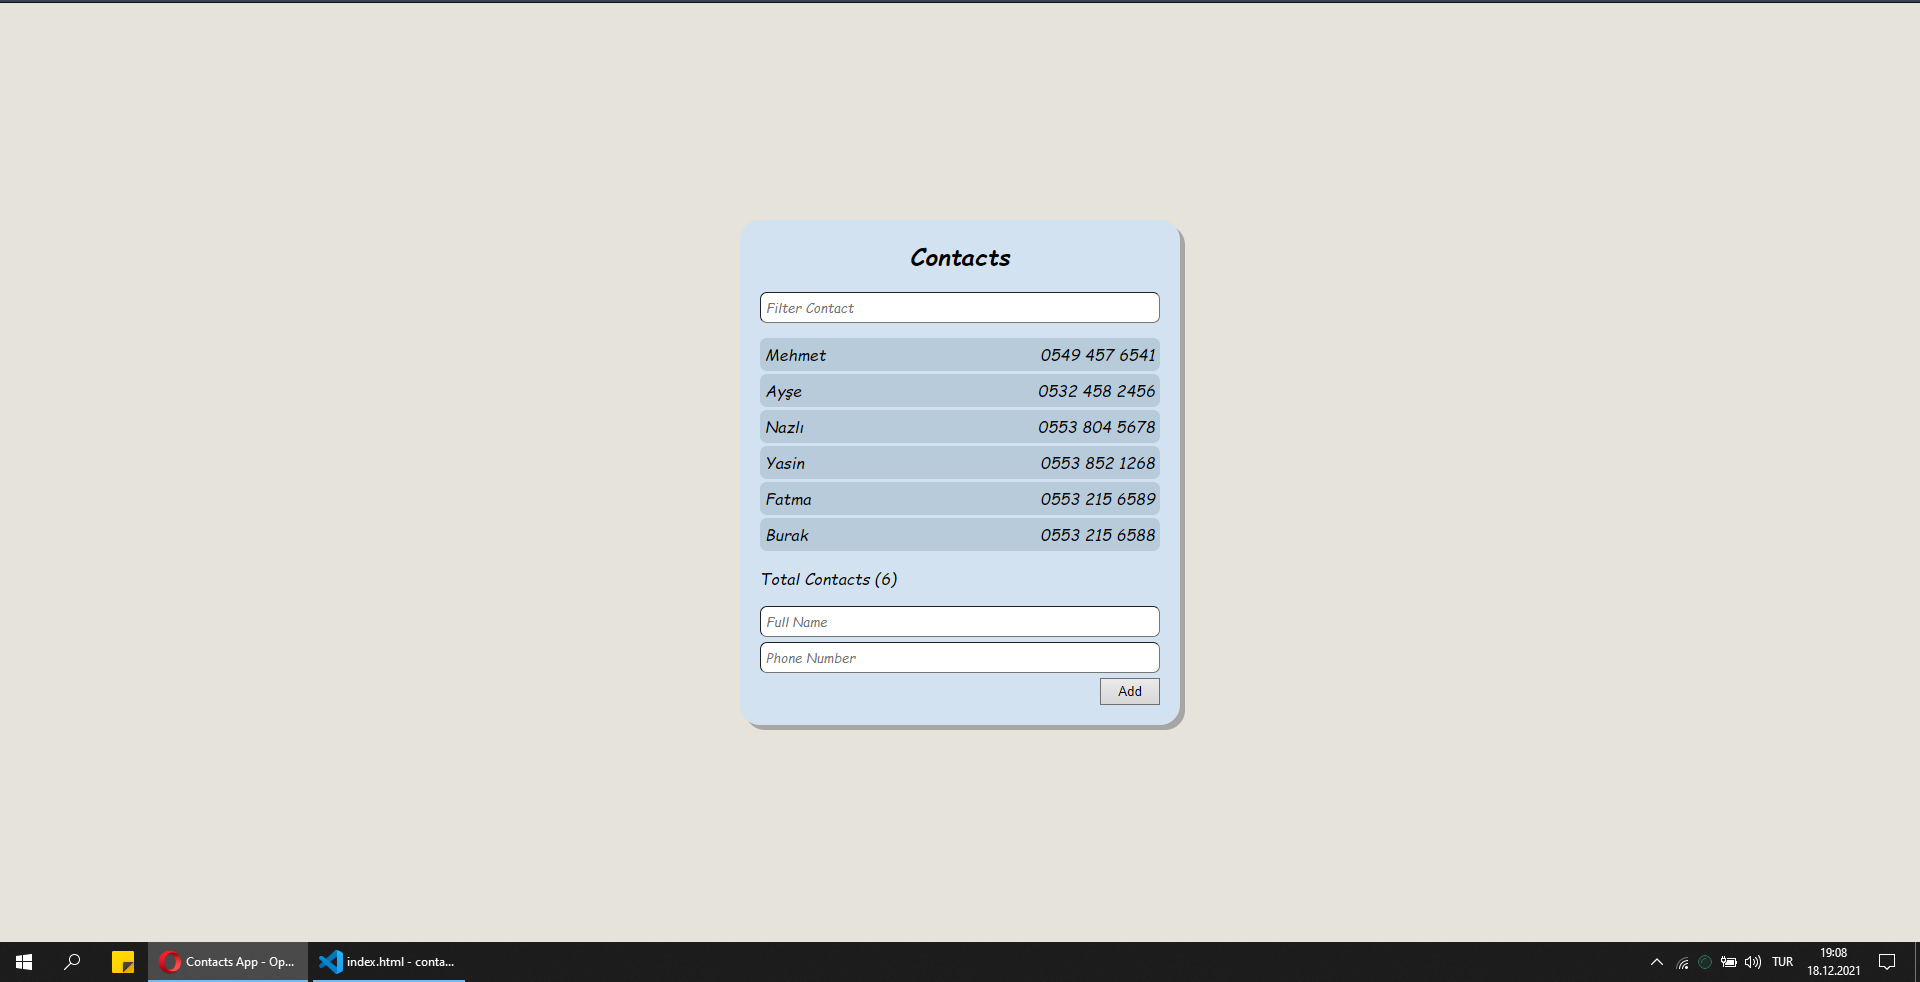 Contacts
Filter Contact
Mehmet 0549 457 6541
Ayşe 0532 458 2456
Nazlı 0553 804 5678
Yasin 0553 852 1268
Fatma 0553 215 6589
Burak 0553 215 6588
Total Contacts (6)
Full Name
Phone Number
Add
Contacts App - Op...
index.html - conta...
TUR
19:08
18.12.2021